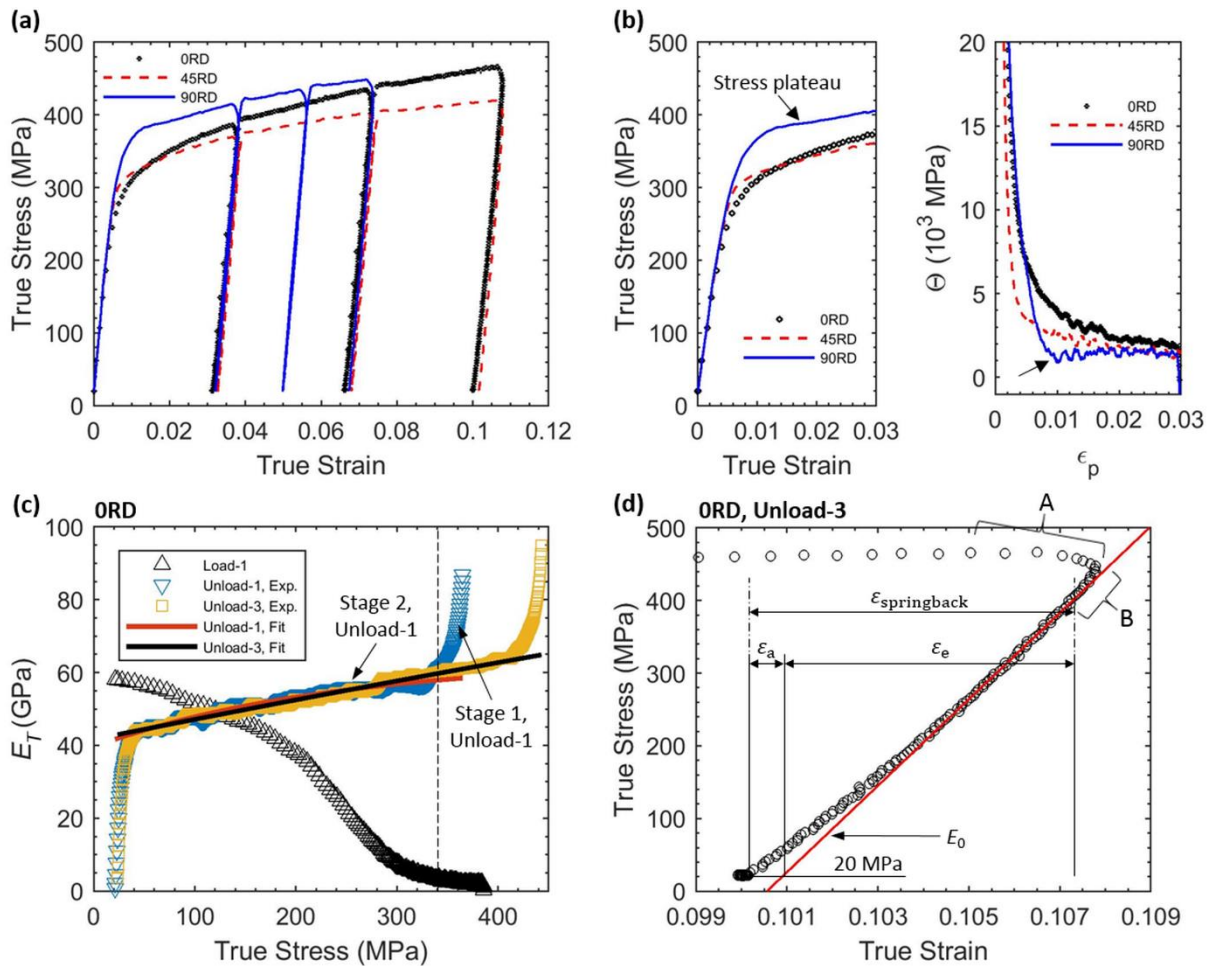 (a)
500
400
300
200
100
0
True Stress (MPa)
0RD
45RD
90RD
0 0.02 0.04 0.06 0.08 0.10 0.12
True Strain
(b)
500
400
300
200
100
0
True Stress (MPa)
Stress plateau
0RD
45RD
90RD
0 0.01 0.02 0.03
True Strain
20
15
10
5
0
Θ (10³ MPa)
0RD
45RD
90RD
0 0.01 0.02 0.03
ϵp
(c)
0RD
100
80
60
40
20
0
E_T (GPa)
Load-1
Unload-1, Exp.
Unload-3, Exp.
Unload-1, Fit
Unload-3, Fit
Stage 2,
Unload-1
Stage 1,
Unload-1
0 100 200 300 400
True Stress (MPa)
(d)
0RD, Unload-3
500
400
300
200
100
0
True Stress (MPa)
A
B
ε_springback
ε_a
ε_e
E₀
20 MPa
0.099 0.101 0.103 0.105 0.107 0.109
True Strain